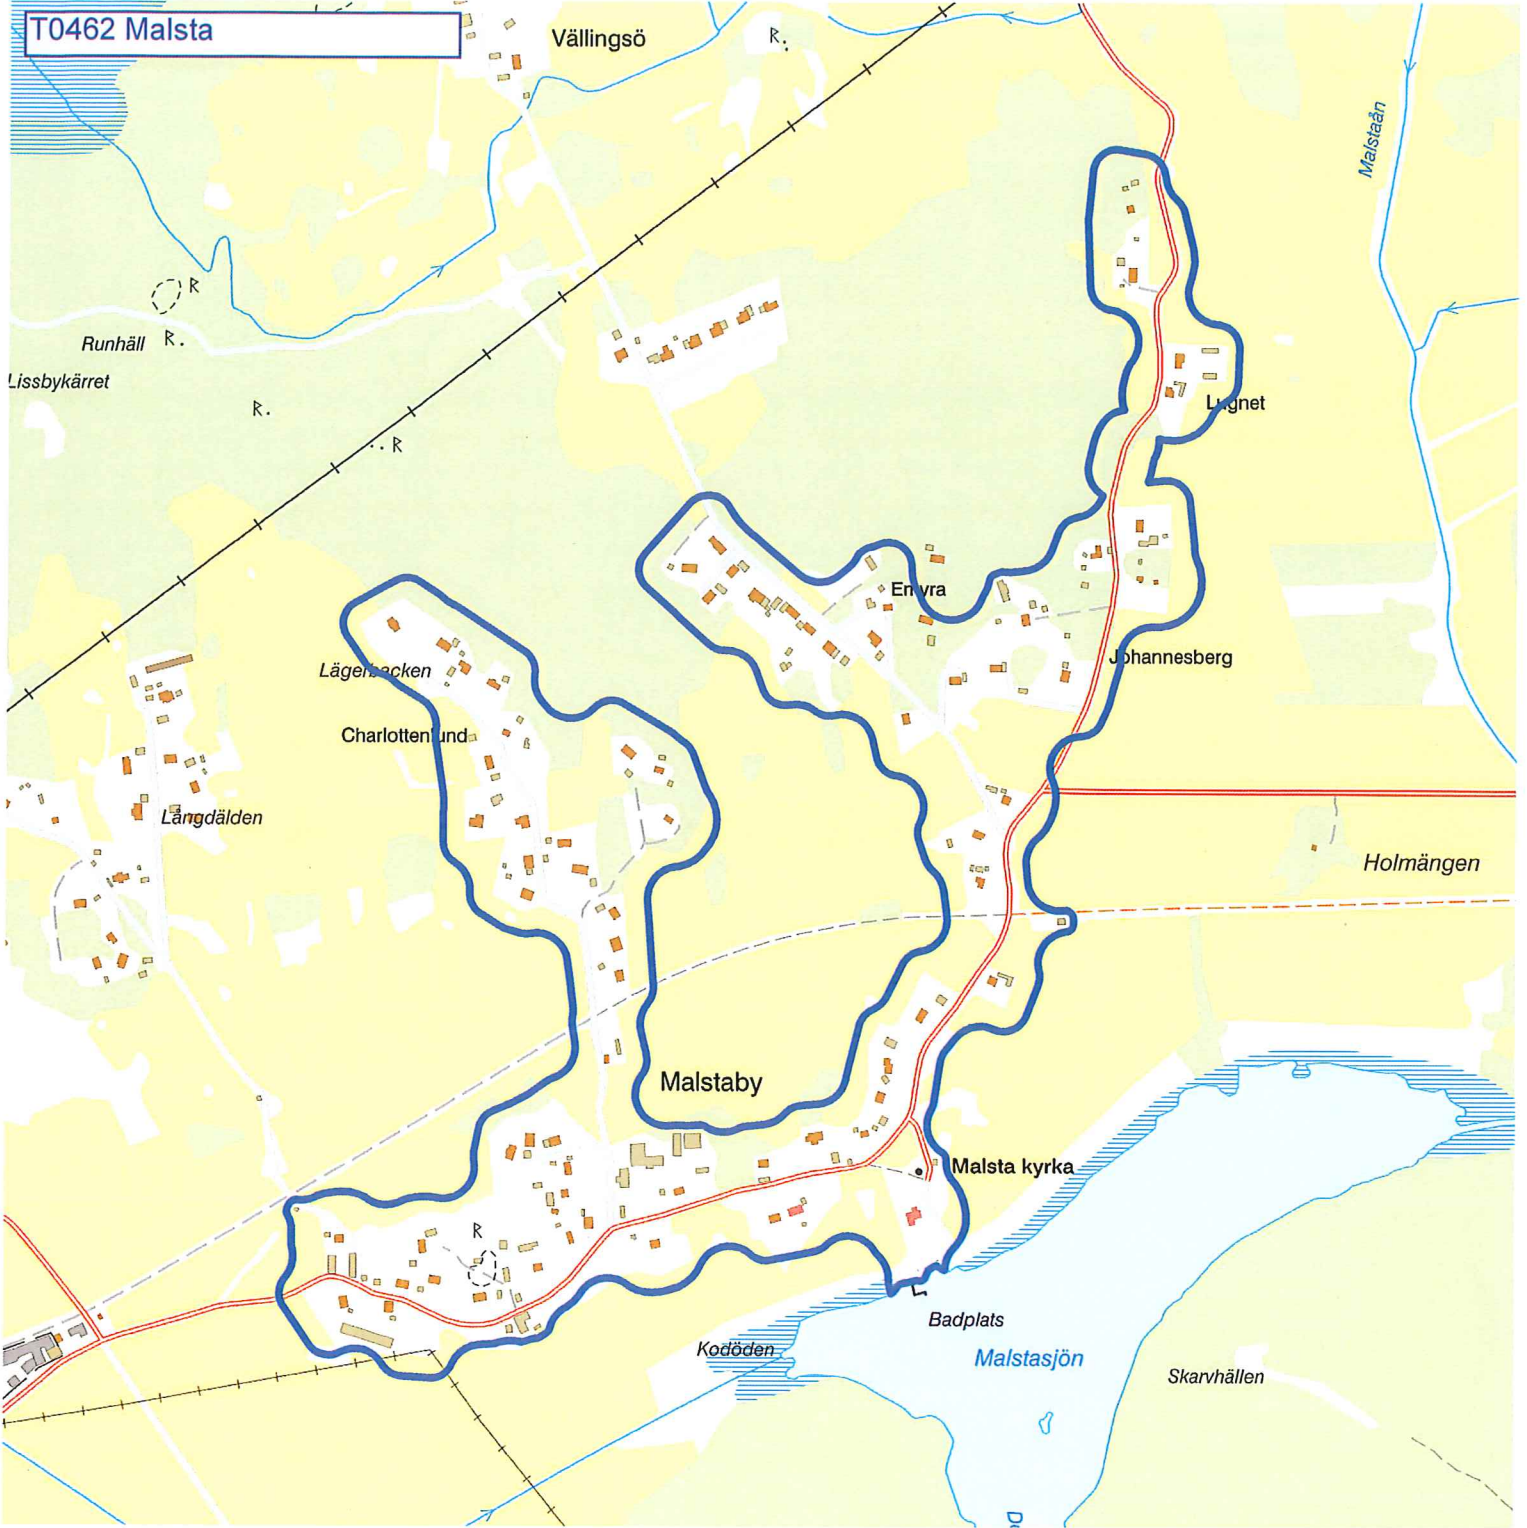 T0462 Malsta
Vällingsö
R
Malstaån
R
Runhäll
R
Lissbykärret
R
R
Lugnet
Lägerbacken
Johannesberg
Charlottenlund
Långdälden
Holmängen
Malstaby
Malsta kyrka
R
Badplats
Kodöden
Malstasjön
Skarvhällen